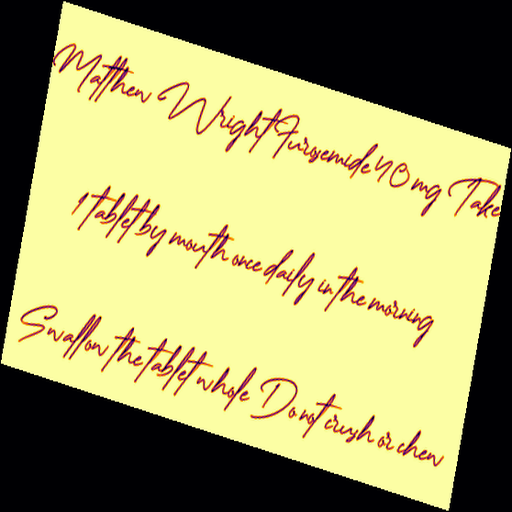 Matthew Wright Furosemide 40 mg Take
1 tablet by mouth once daily in the morning
Swallow the tablet whole Do not crush or chew